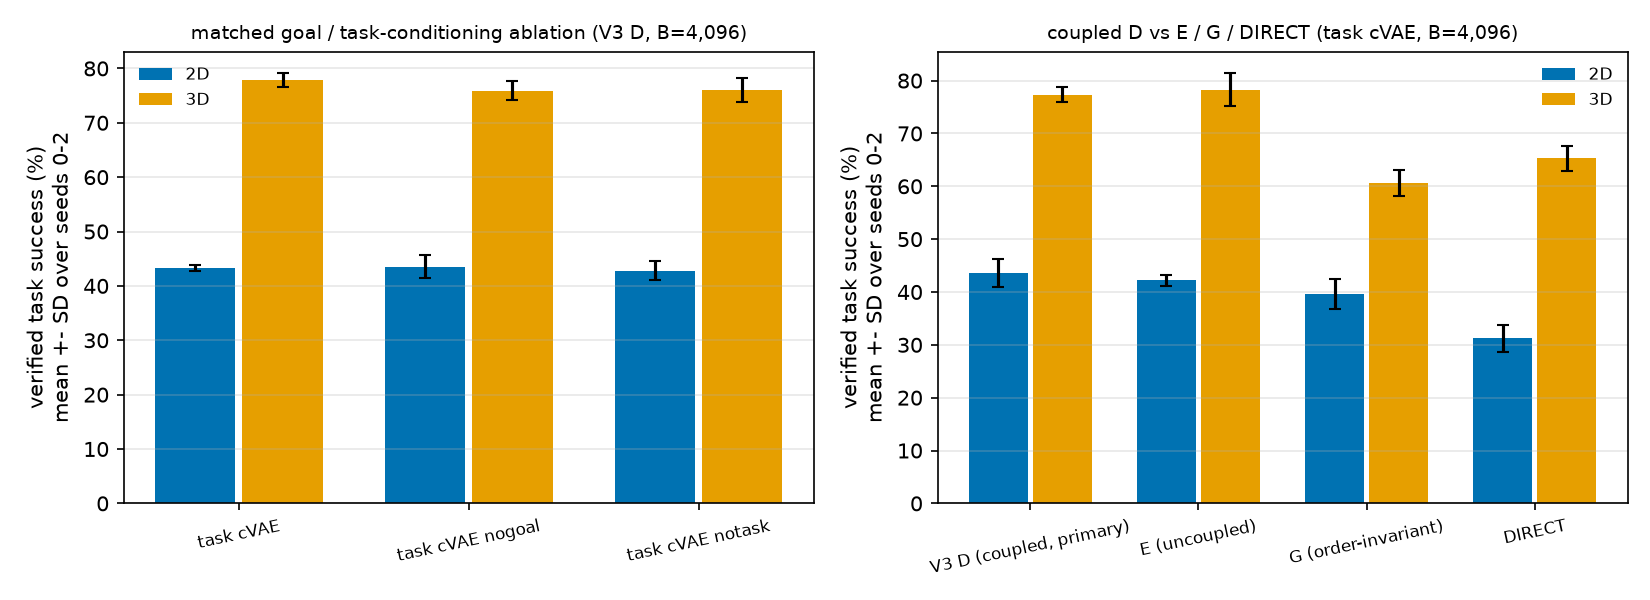 matched goal / task-conditioning ablation (V3 D, B=4,096)
verified task success (%)
mean +- SD over seeds 0-2
80
70
60
50
40
30
20
10
0
2D
3D
task cVAE
task cVAE nogoal
task cVAE notask
coupled D vs E / G / DIRECT (task cVAE, B=4,096)
verified task success (%)
mean +- SD over seeds 0-2
80
70
60
50
40
30
20
10
0
2D
3D
V3 D (coupled, primary)
E (uncoupled)
G (order-invariant)
DIRECT